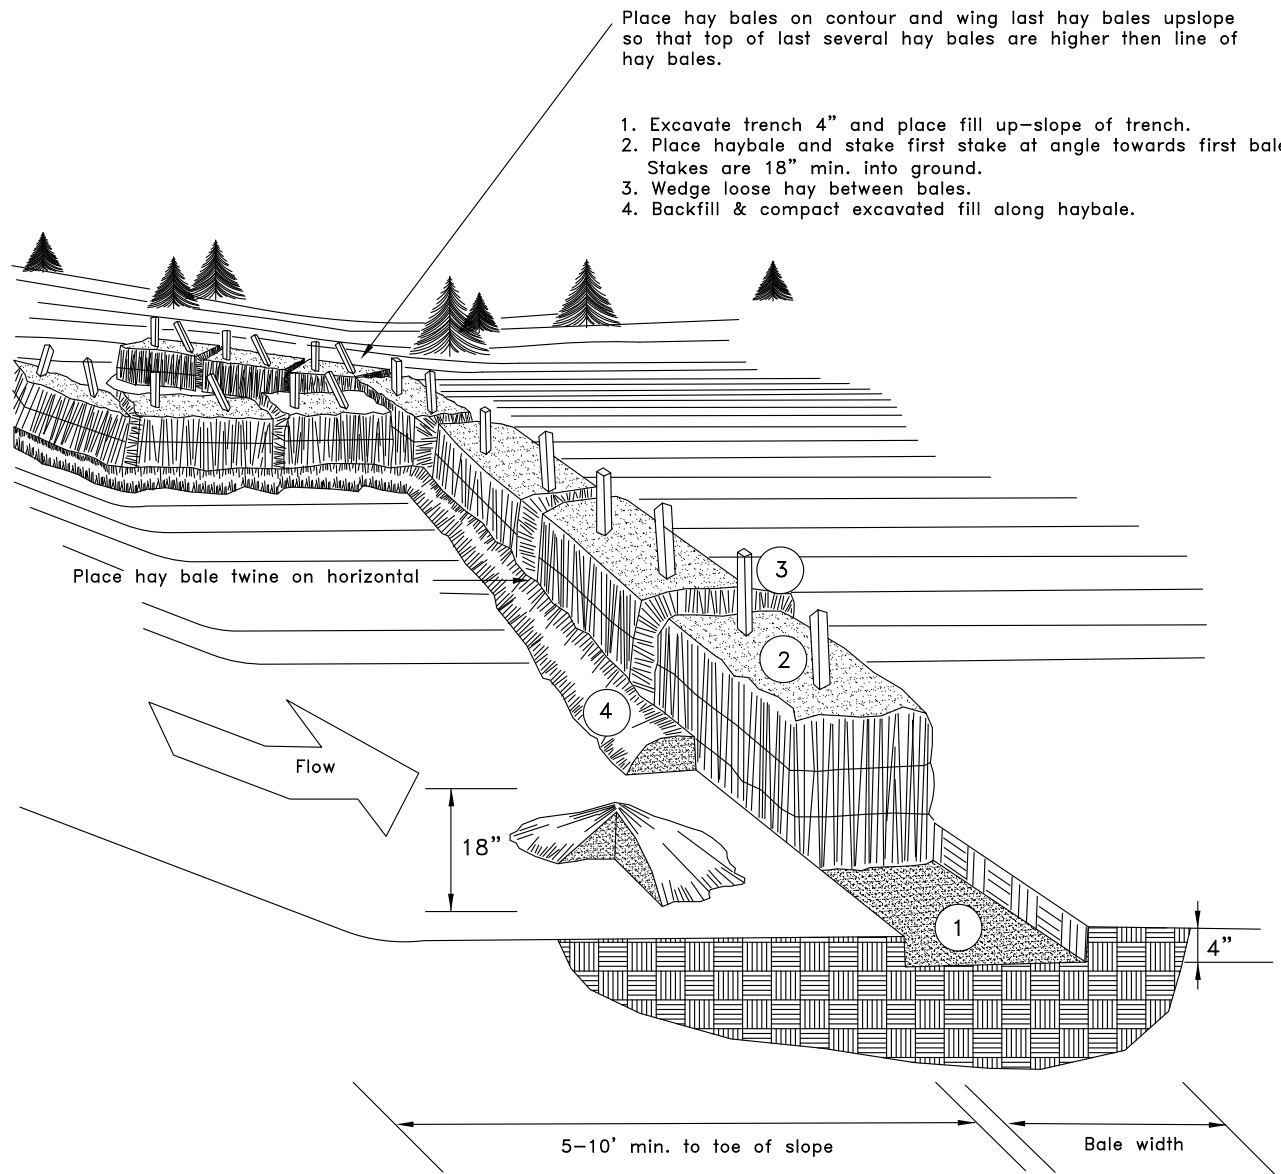 Place hay bales on contour and wing last hay bales upslope
so that top of last several hay bales are higher then line of
hay bales.
1. Excavate trench 4” and place fill up-slope of trench.
2. Place haybale and stake first stake at angle towards first bale
Stakes are 18” min. into ground.
3. Wedge loose hay between bales.
4. Backfill & compact excavated fill along haybale.
Place hay bale twine on horizontal
3
2
4
Flow
18”
1
4”
5-10’ min. to toe of slope
Bale width